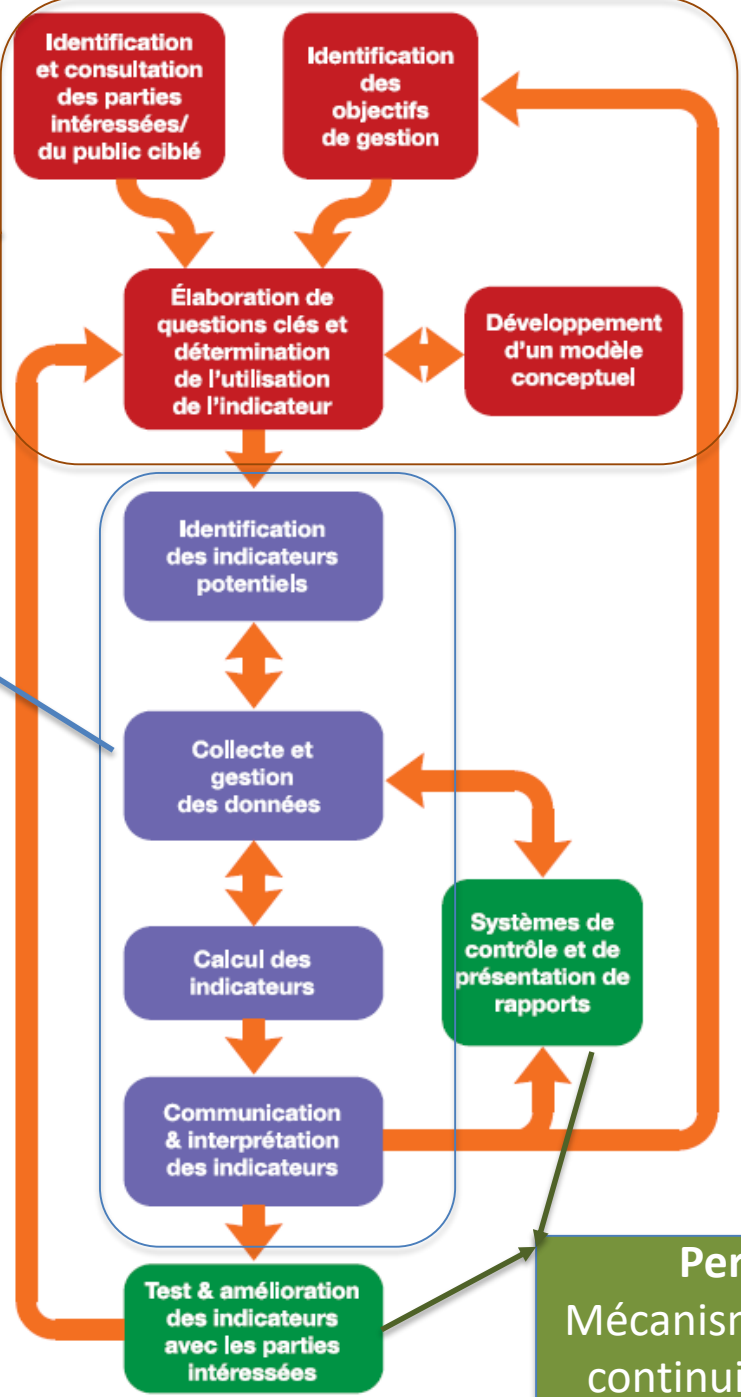 Identification
et consultation
des parties
intéressées/
du public ciblé
Identification
des
objectifs
de gestion
Élaboration de
questions clés et
détermination
de l'utilisation
de l'indicateur
Développement
d'un modèle
conceptuel
Identification
des indicateurs
potentiels
Collecte et
gestion
des données
Calcul des
indicateurs
Systèmes de
contrôle et de
présentation de
rapports
Communication
& interprétation
des indicateurs
Test & amélioration
des indicateurs
avec les parties
intéressées